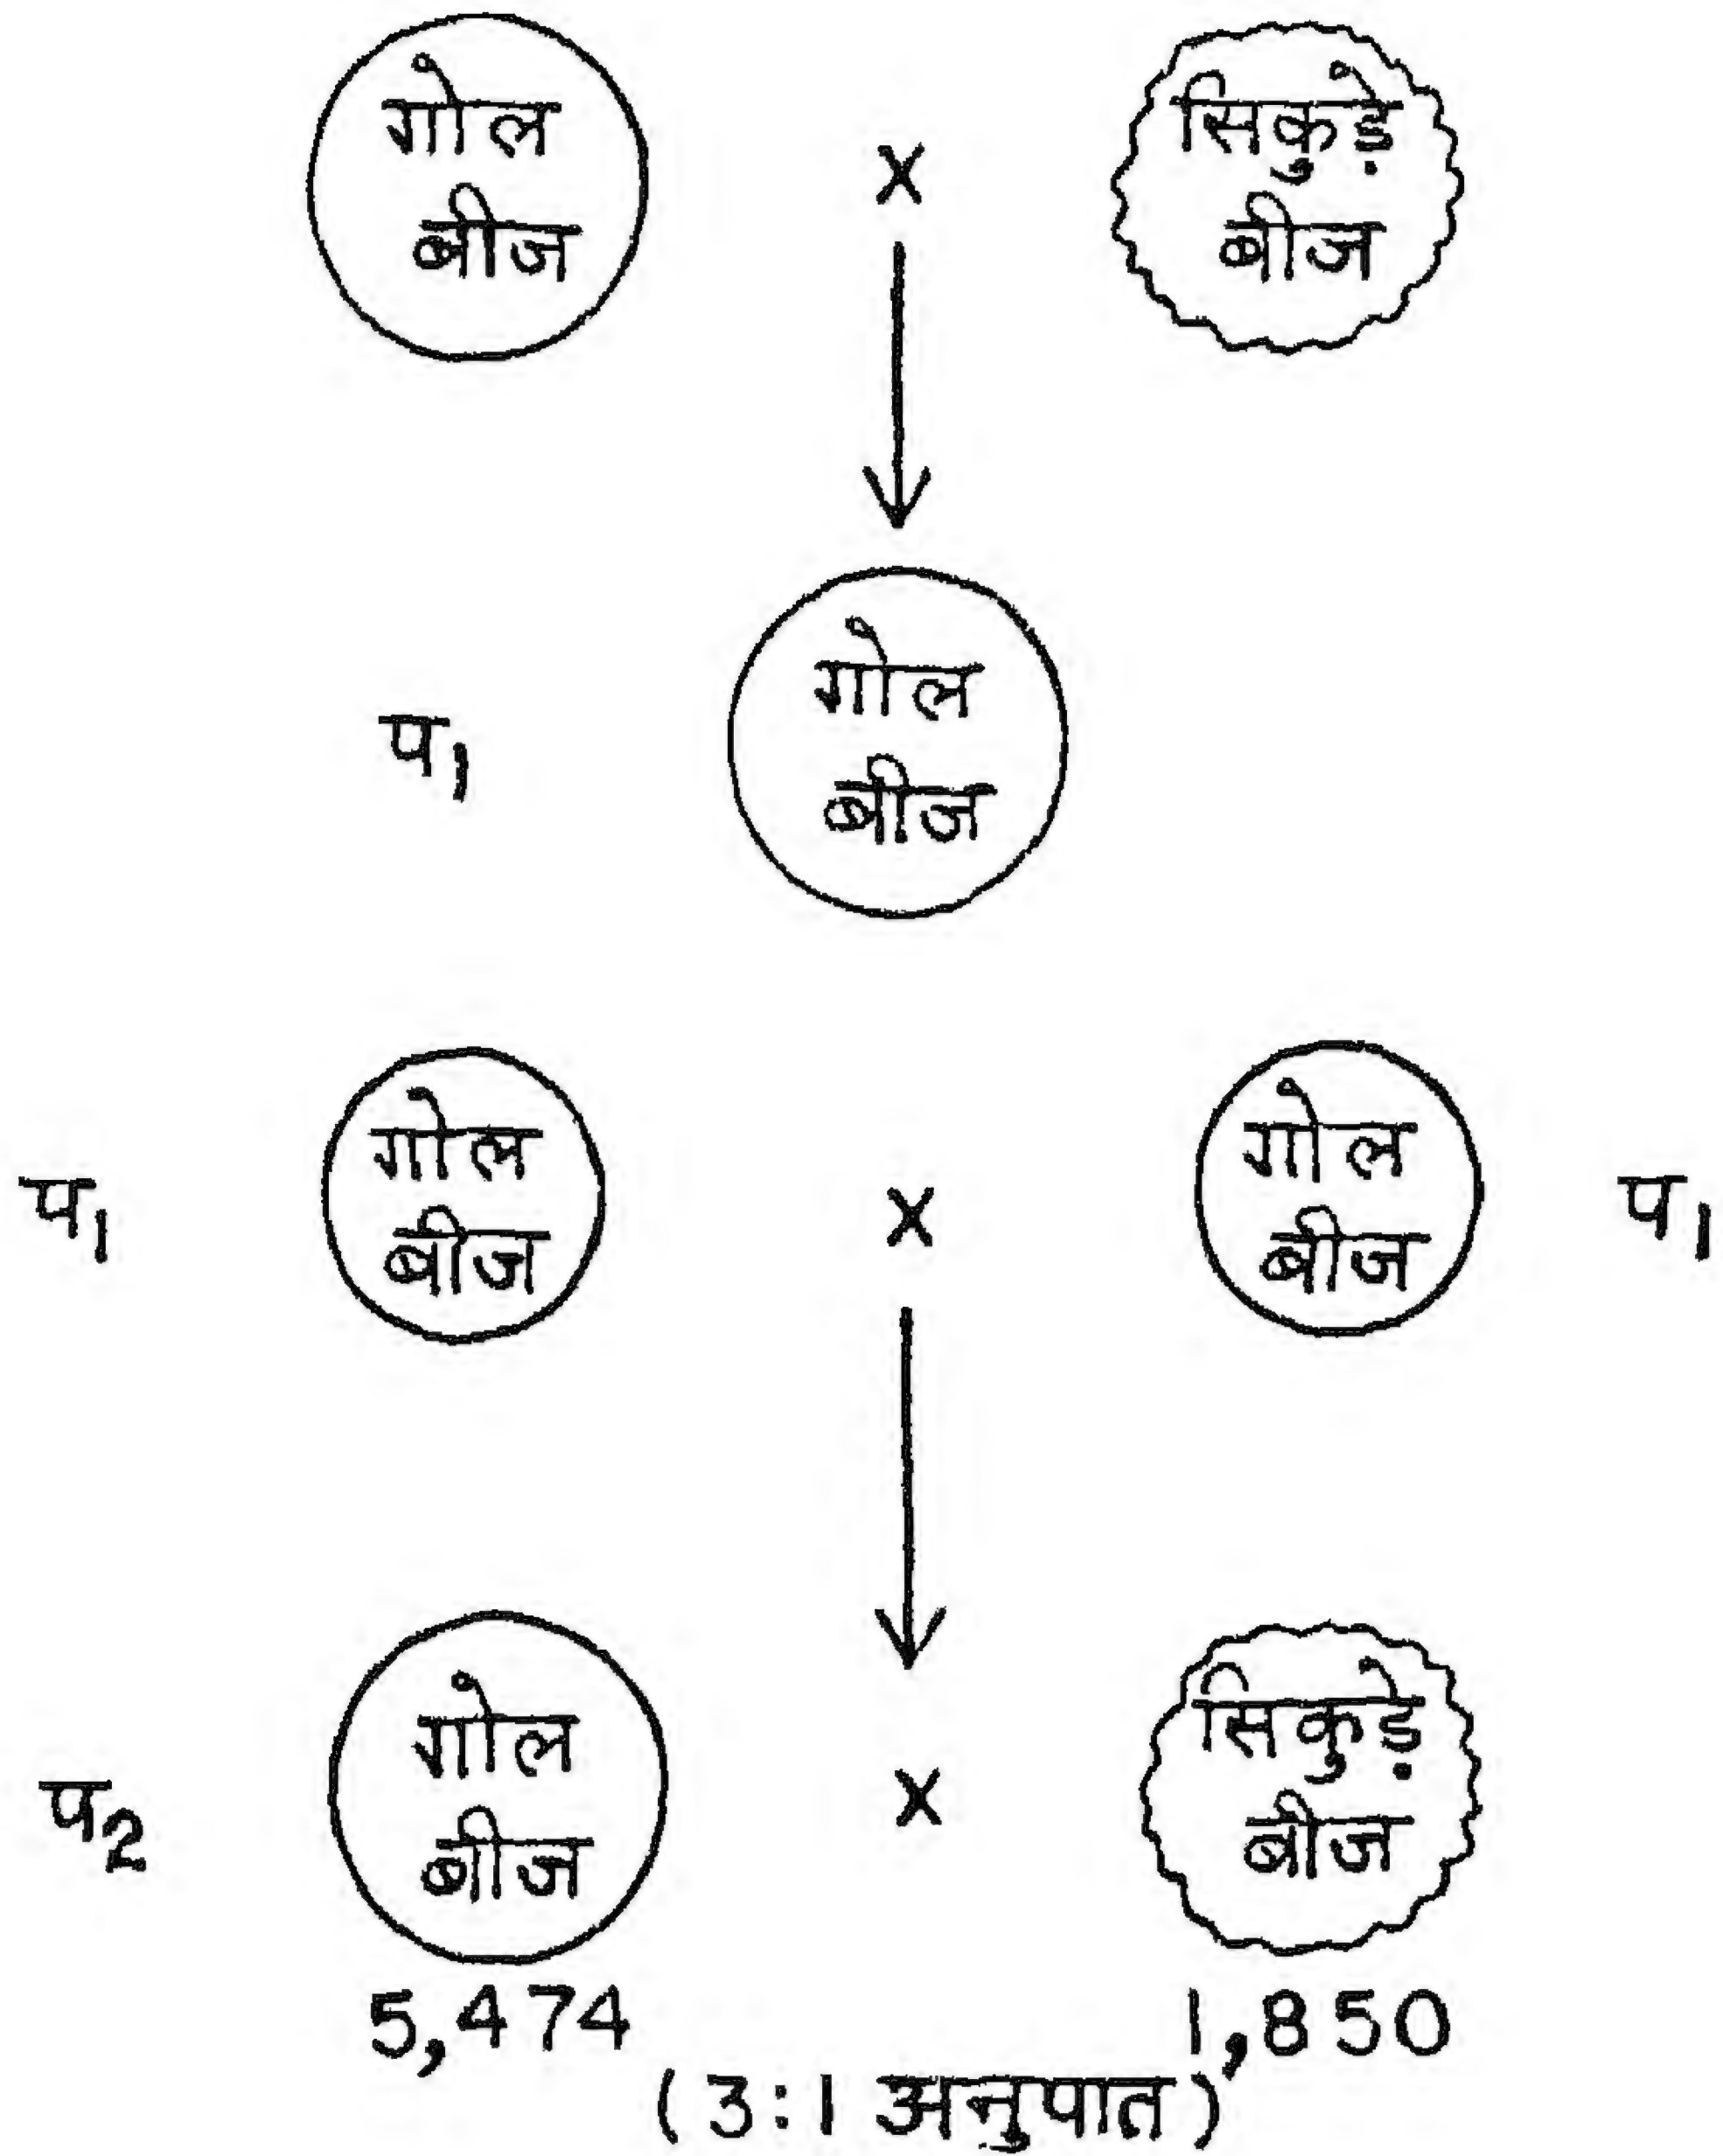 गोल
बीज
x
सिकुड़े
बीज
प1
गोल
बीज
प1
गोल
बीज
x
गोल
बीज
प1
प2
गोल
बीज
x
सिकुड़े
बीज
5,474
1,850
(3:1 अनुपात)